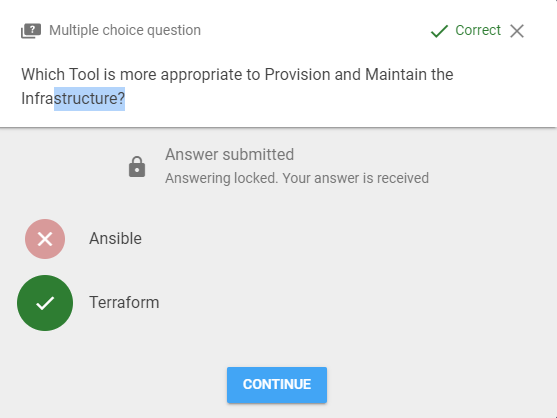 Multiple choice question
Correct
Which Tool is more appropriate to Provision and Maintain the
Infrastructure?
Answer submitted
Answering locked. Your answer is received
Ansible
Terraform
CONTINUE